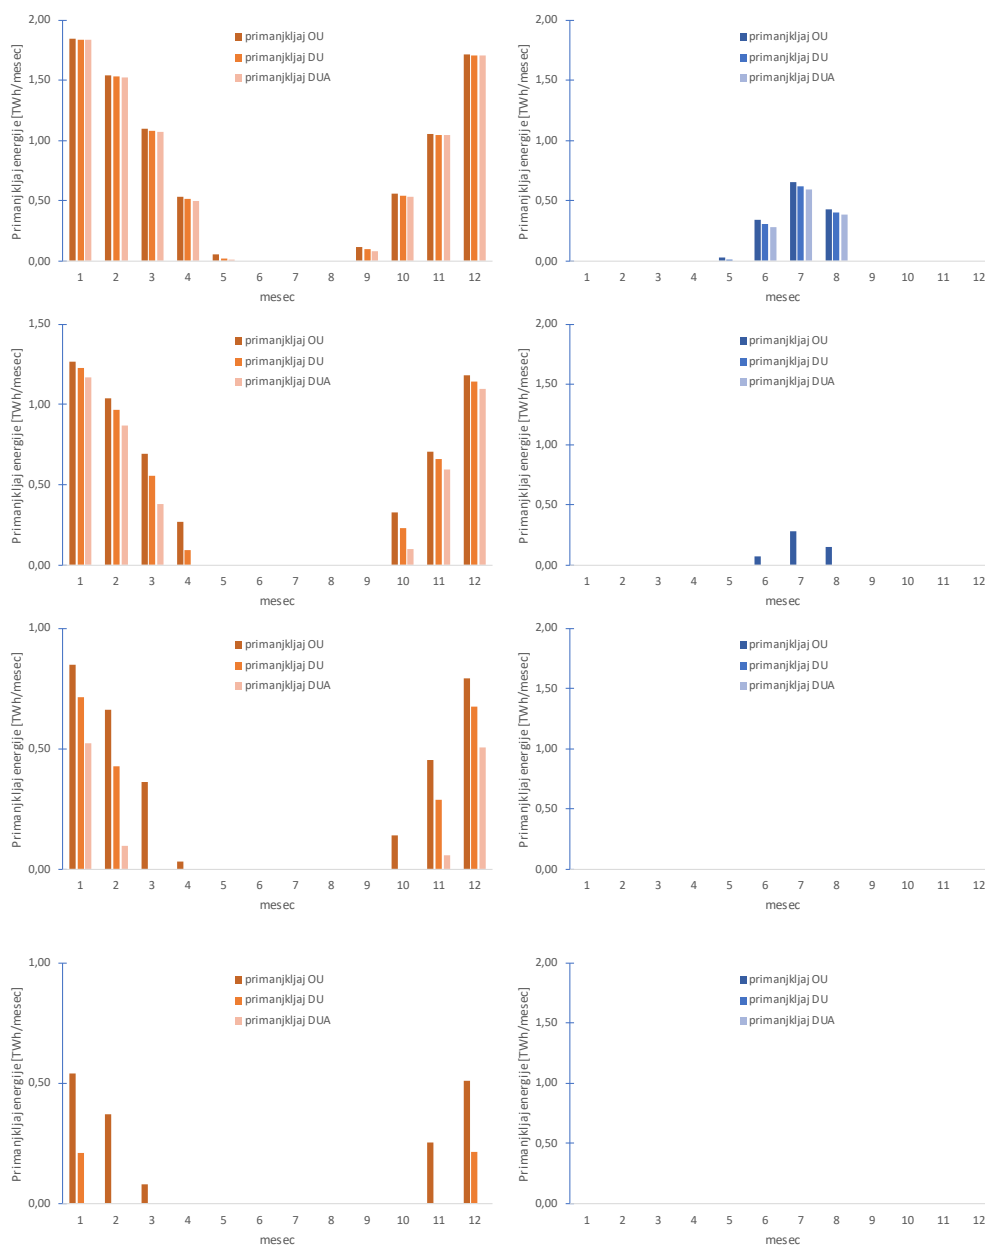 2,00
1,50
1,00
0,50
0,00
Primanjkljaj energije [TWh/mesec]
primanjkljaj OU
primanjkljaj DU
primanjkljaj DUA
1 2 3 4 5 6 7 8 9 10 11 12
mesec
2,00
1,50
1,00
0,50
0,00
Primanjkljaj energije [TWh/mesec]
primanjkljaj OU
primanjkljaj DU
primanjkljaj DUA
1 2 3 4 5 6 7 8 9 10 11 12
mesec
1,50
1,00
0,50
0,00
Primanjkljaj energije [TWh/mesec]
primanjkljaj OU
primanjkljaj DU
primanjkljaj DUA
1 2 3 4 5 6 7 8 9 10 11 12
mesec
2,00
1,50
1,00
0,50
0,00
Primanjkljaj energije [TWh/mesec]
primanjkljaj OU
primanjkljaj DU
primanjkljaj DUA
1 2 3 4 5 6 7 8 9 10 11 12
mesec
1,00
0,50
0,00
Primanjkljaj energije [TWh/mesec]
primanjkljaj OU
primanjkljaj DU
primanjkljaj DUA
1 2 3 4 5 6 7 8 9 10 11 12
mesec
2,00
1,50
1,00
0,50
0,00
Primanjkljaj energije [TWh/mesec]
primanjkljaj OU
primanjkljaj DU
primanjkljaj DUA
1 2 3 4 5 6 7 8 9 10 11 12
mesec
1,00
0,50
0,00
Primanjkljaj energije [TWh/mesec]
primanjkljaj OU
primanjkljaj DU
primanjkljaj DUA
1 2 3 4 5 6 7 8 9 10 11 12
mesec
2,00
1,50
1,00
0,50
0,00
Primanjkljaj energije [TWh/mesec]
primanjkljaj OU
primanjkljaj DU
primanjkljaj DUA
1 2 3 4 5 6 7 8 9 10 11 12
mesec